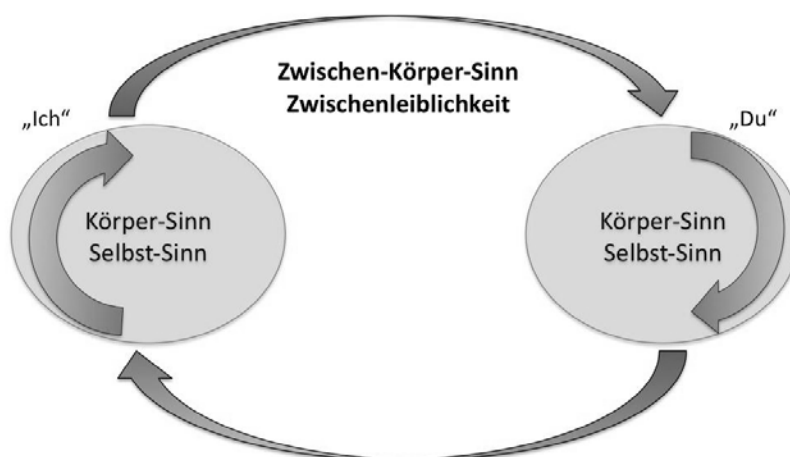 Zwischen-Körper-Sinn
Zwischenleiblichkeit
„Ich“
„Du“
Körper-Sinn
Selbst-Sinn
Körper-Sinn
Selbst-Sinn